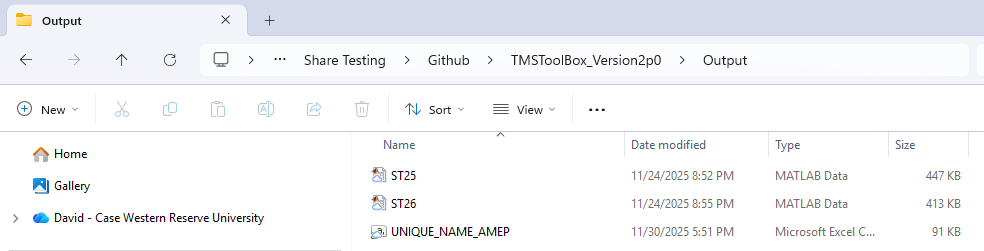 Output
··· Share Testing Github TMSToolBox_Version2p0 Output
New Sort View ···
Name Date modified Type Size
Home
ST25 11/24/2025 8:52 PM MATLAB Data 447 KB
Gallery
ST26 11/24/2025 8:55 PM MATLAB Data 413 KB
David - Case Western Reserve University
UNIQUE_NAME_AMEP 11/30/2025 5:51 PM Microsoft Excel C... 91 KB